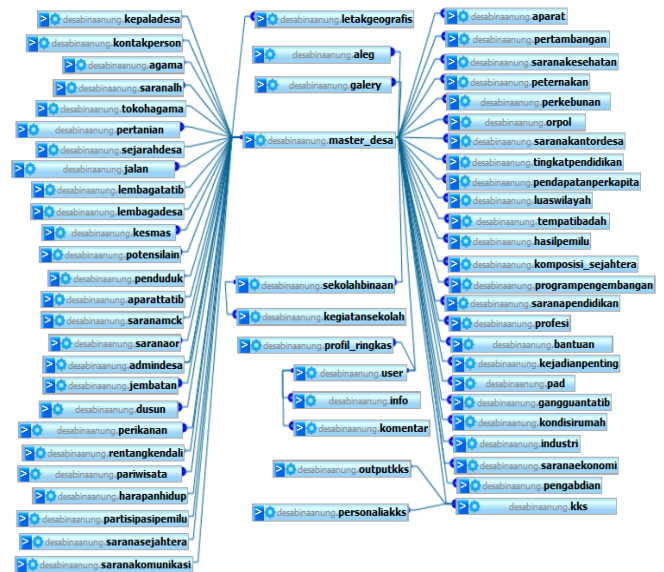 desabinaanung.kepaladesa
desabinaanung.kontakperson
desabinaanung.agama
desabinaanung.saranalh
desabinaanung.tokohagama
desabinaanung.pertanian
desabinaanung.sejarahdesa
desabinaanung.jalan
desabinaanung.lembagatatib
desabinaanung.lembagadesa
desabinaanung.kesmas
desabinaanung.potensilain
desabinaanung.penduduk
desabinaanung.aparattatib
desabinaanung.saranamck
desabinaanung.saranaor
desabinaanung.admindesa
desabinaanung.jembatan
desabinaanung.dusun
desabinaanung.perikanan
desabinaanung.rentangkendali
desabinaanung.pariwisata
desabinaanung.harapanhidup
desabinaanung.partisipasipemilu
desabinaanung.saranasejahtera
desabinaanung.saranakomunikasi
desabinaanung.letakgeografis
desabinaanung.aleg
desabinaanung.galery
desabinaanung.master_desa
desabinaanung.sekolahbinaan
desabinaanung.kegiatansekolah
desabinaanung.profil_ringkas
desabinaanung.user
desabinaanung.info
desabinaanung.komentar
desabinaanung.outputkks
desabinaanung.personaliakks
desabinaanung.aparat
desabinaanung.pertambangan
desabinaanung.saranakesehatan
desabinaanung.peternakan
desabinaanung.perkebunan
desabinaanung.orpol
desabinaanung.saranakantordesa
desabinaanung.tingkatpendidikan
desabinaanung.pendapatanperkapita
desabinaanung.luaswilayah
desabinaanung.tempatibadah
desabinaanung.hasilpemilu
desabinaanung.komposisi_sejahtera
desabinaanung.programpengembangan
desabinaanung.saranapendidikan
desabinaanung.profesi
desabinaanung.bantuan
desabinaanung.kejadianpenting
desabinaanung.pad
desabinaanung.gangguantatib
desabinaanung.kondisirumah
desabinaanung.industri
desabinaanung.saranaekonomi
desabinaanung.pengabdian
desabinaanung.kks